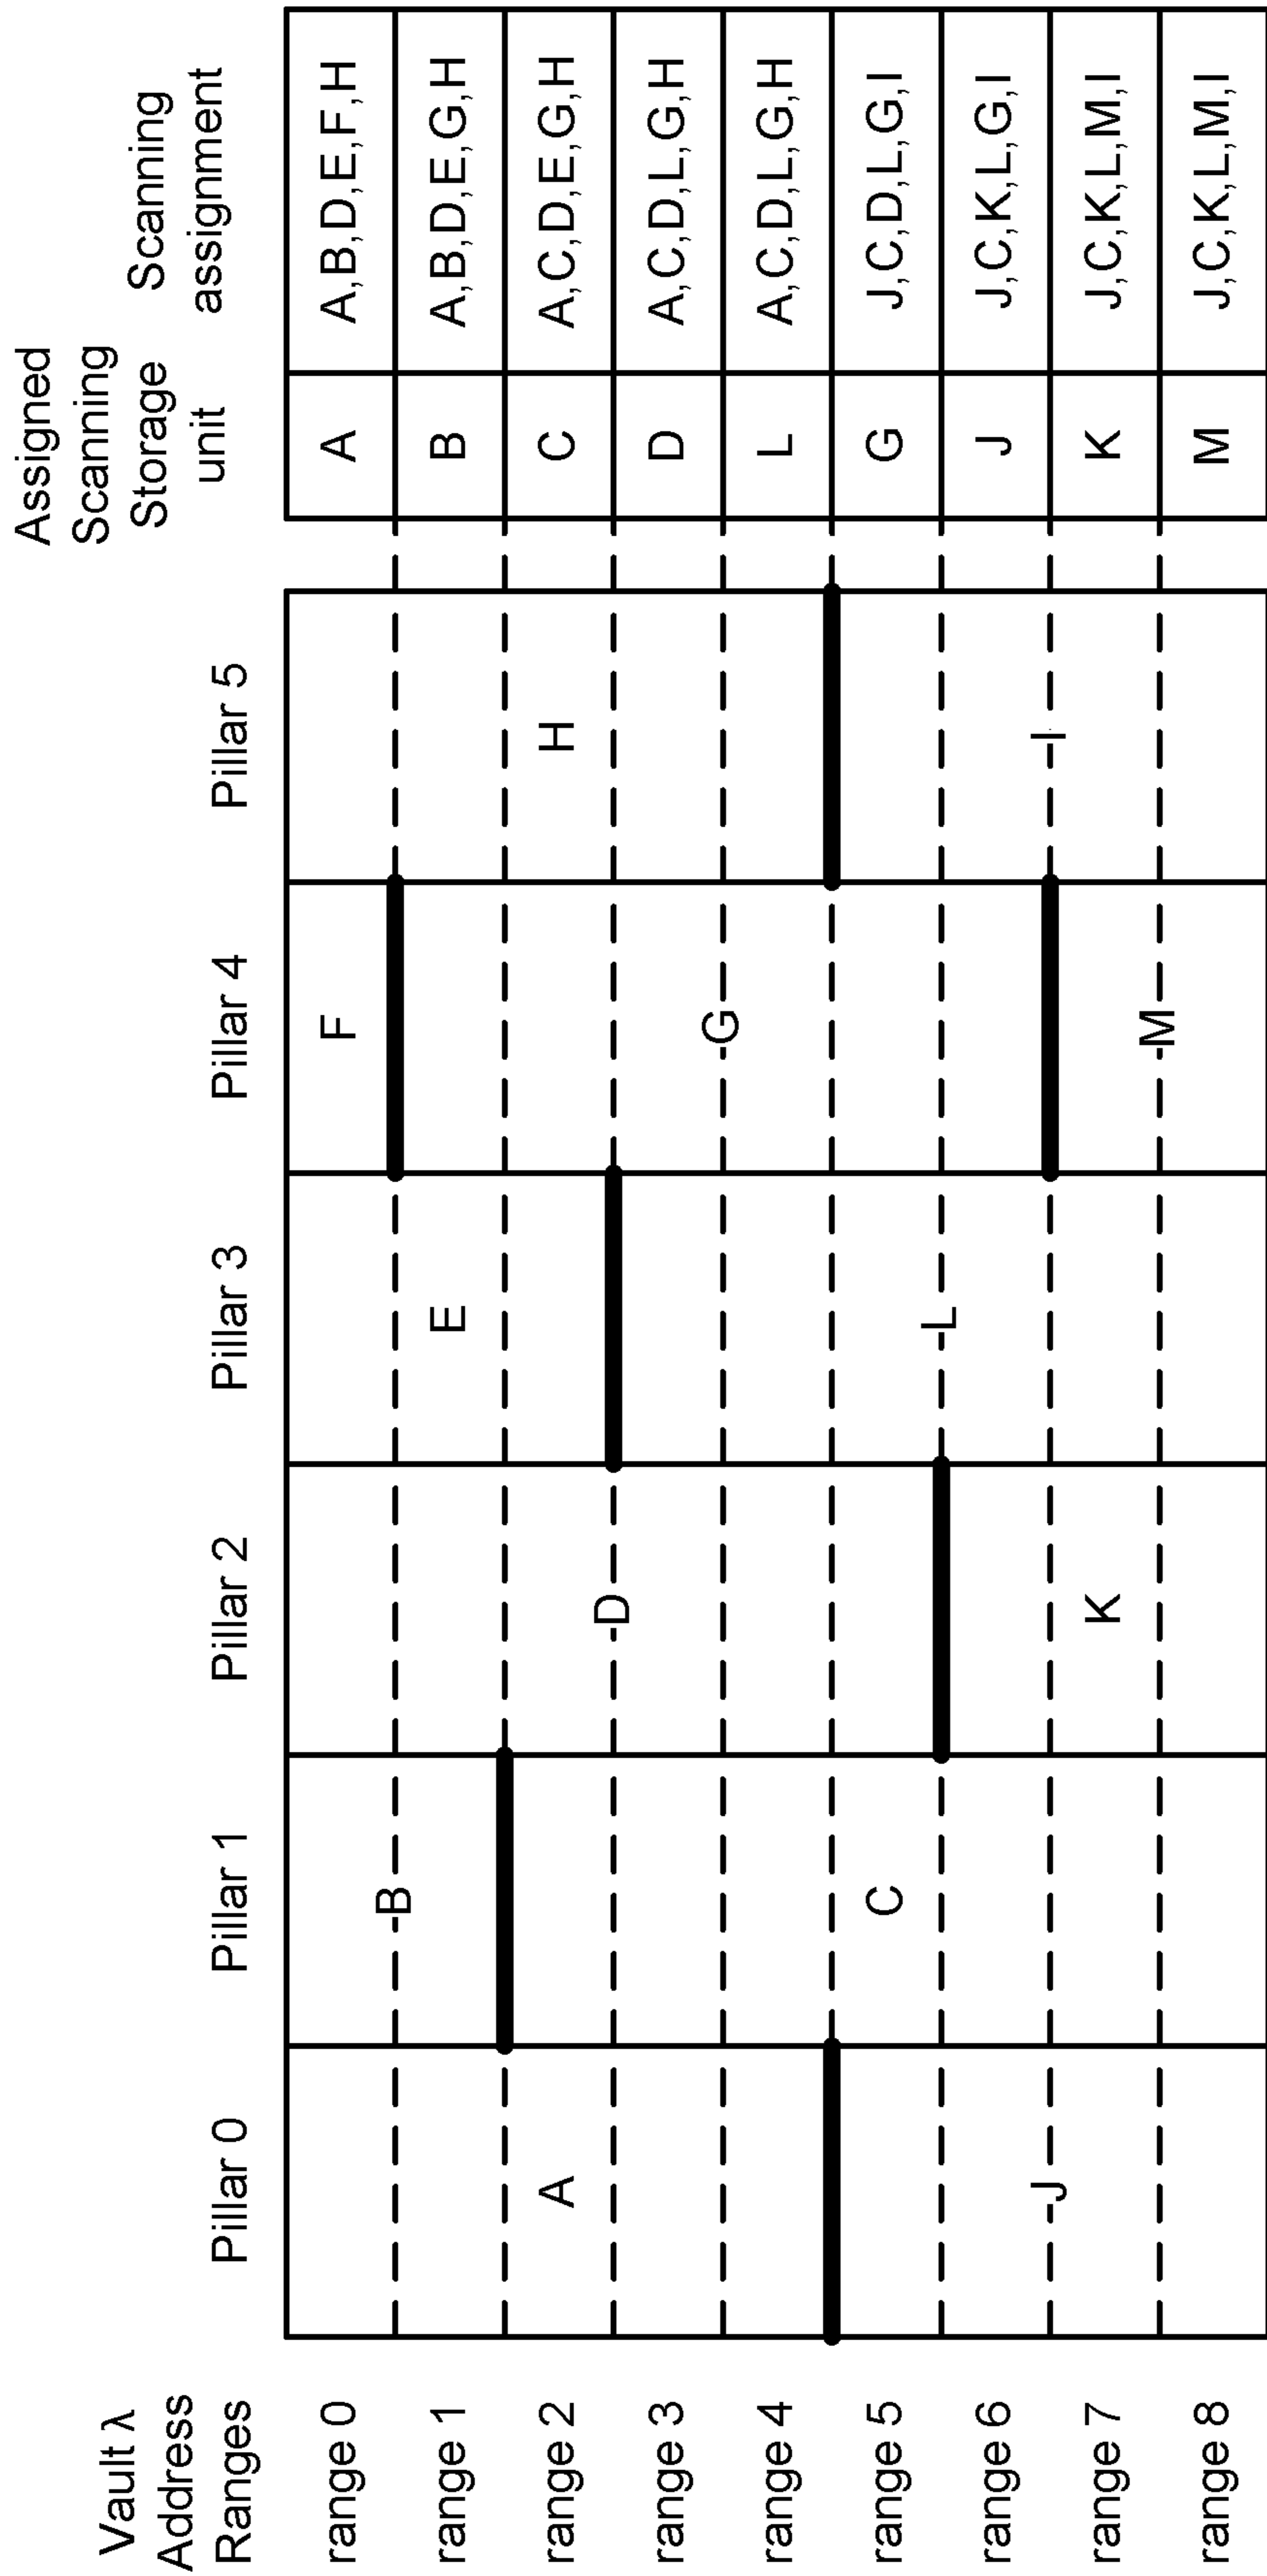 Vault λ
Address
Ranges
Pillar 0
Pillar 1
Pillar 2
Pillar 3
Pillar 4
Pillar 5
Assigned
Scanning
Storage
unit
Scanning
assignment
range 0
F
A
A,B,D,E,F,H
B
range 1
E
B
A,B,D,E,G,H
range 2
A
H
C
A,C,D,E,G,H
D
range 3
D
A,C,D,L,G,H
G
range 4
L
A,C,D,L,G,H
range 5
C
G
J,C,D,L,G,I
L
range 6
J
J,C,K,L,G,I
J
I
range 7
K
K
J,C,K,L,M,I
M
range 8
M
J,C,K,L,M,I